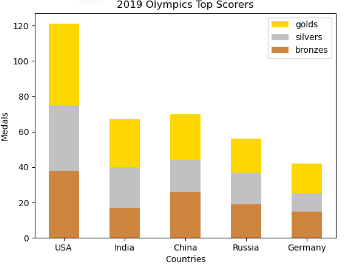 2019 Olympics Top Scorers
golds
silvers
bronzes
Medals
120
100
80
60
40
20
0
USA India China Russia Germany
Countries